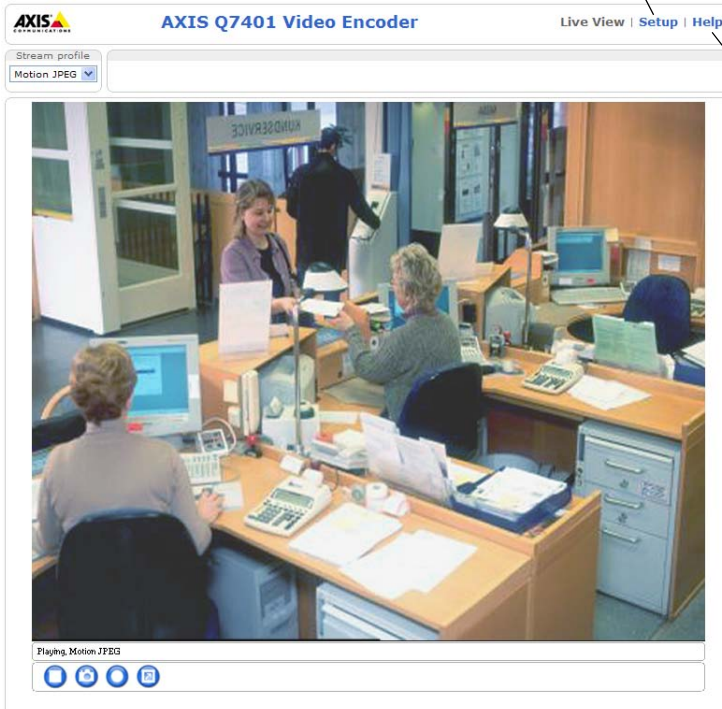 AXIS
COMMUNICATIONS
AXIS Q7401 Video Encoder
Live View | Setup | Help
Stream profile
Motion JPEG
KUNDSERVICE
Playing, Motion JPEG